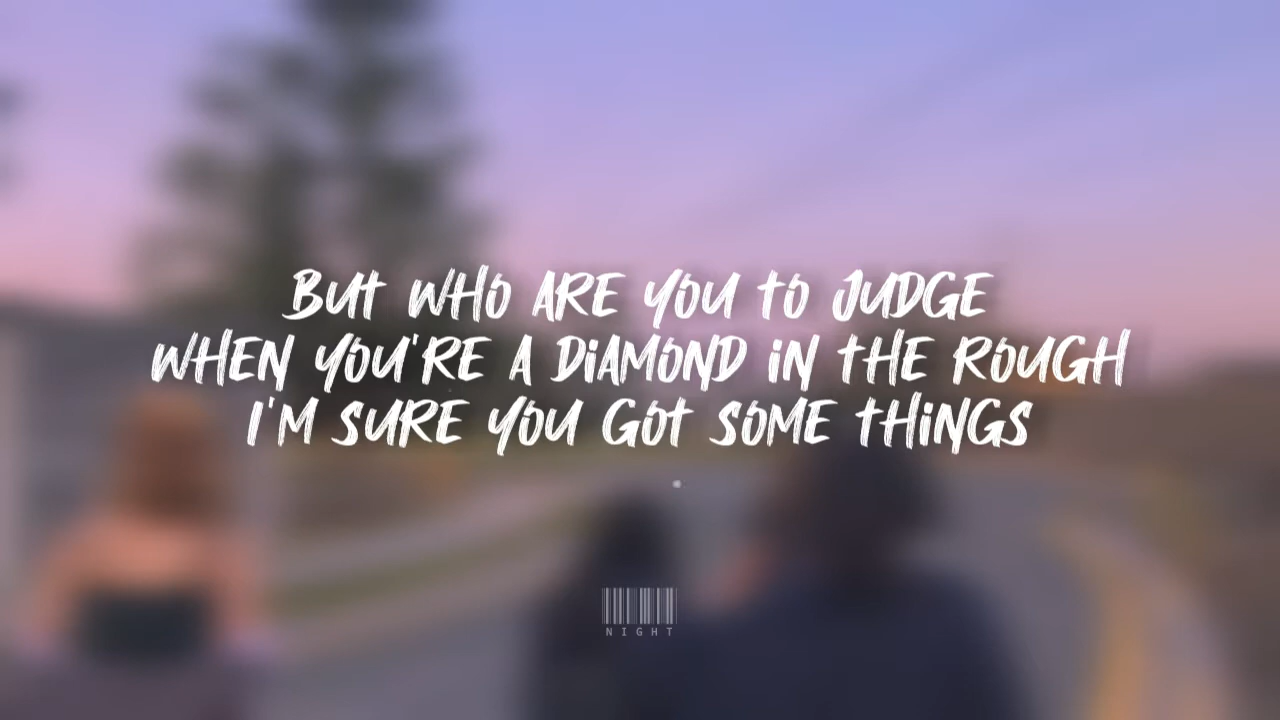 BUT WHO ARE YOU TO JUDGE
WHEN YOU'RE A DIAMOND IN THE ROUGH
I'M SURE YOU GOT SOME THINGS
NIGHT